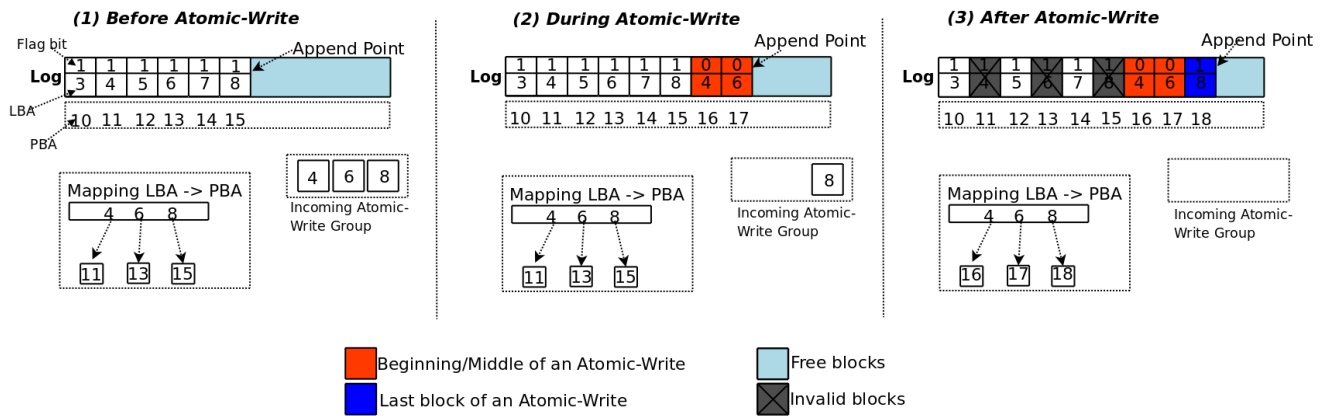 (1) Before Atomic-Write
Flag bit
Append Point
Log
1 1 1 1 1 1
3 4 5 6 7 8
LBA
10 11 12 13 14 15
PBA
Mapping LBA -> PBA
4 6 8
11 13 15
4 6 8
Incoming Atomic-
Write Group
(2) During Atomic-Write
Append Point
Log
1 1 1 1 1 1 0 0
3 4 5 6 7 8 4 6
10 11 12 13 14 15 16 17
Mapping LBA -> PBA
4 6 8
11 13 15
8
Incoming Atomic-
Write Group
(3) After Atomic-Write
Append Point
Log
1 1 1 1 1 1 0 0 1
3 4 5 6 7 8 4 6 8
10 11 12 13 14 15 16 17 18
Mapping LBA -> PBA
4 6 8
16 17 18
Incoming Atomic-
Write Group
Beginning/Middle of an Atomic-Write
Free blocks
Last block of an Atomic-Write
Invalid blocks